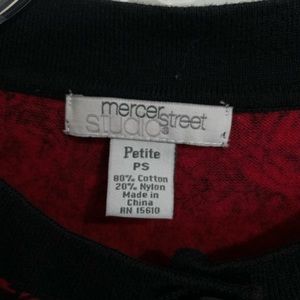 mercer street
studio
Petite
PS
80% Cotton
20% Nylon
Made in
China
RN 15610